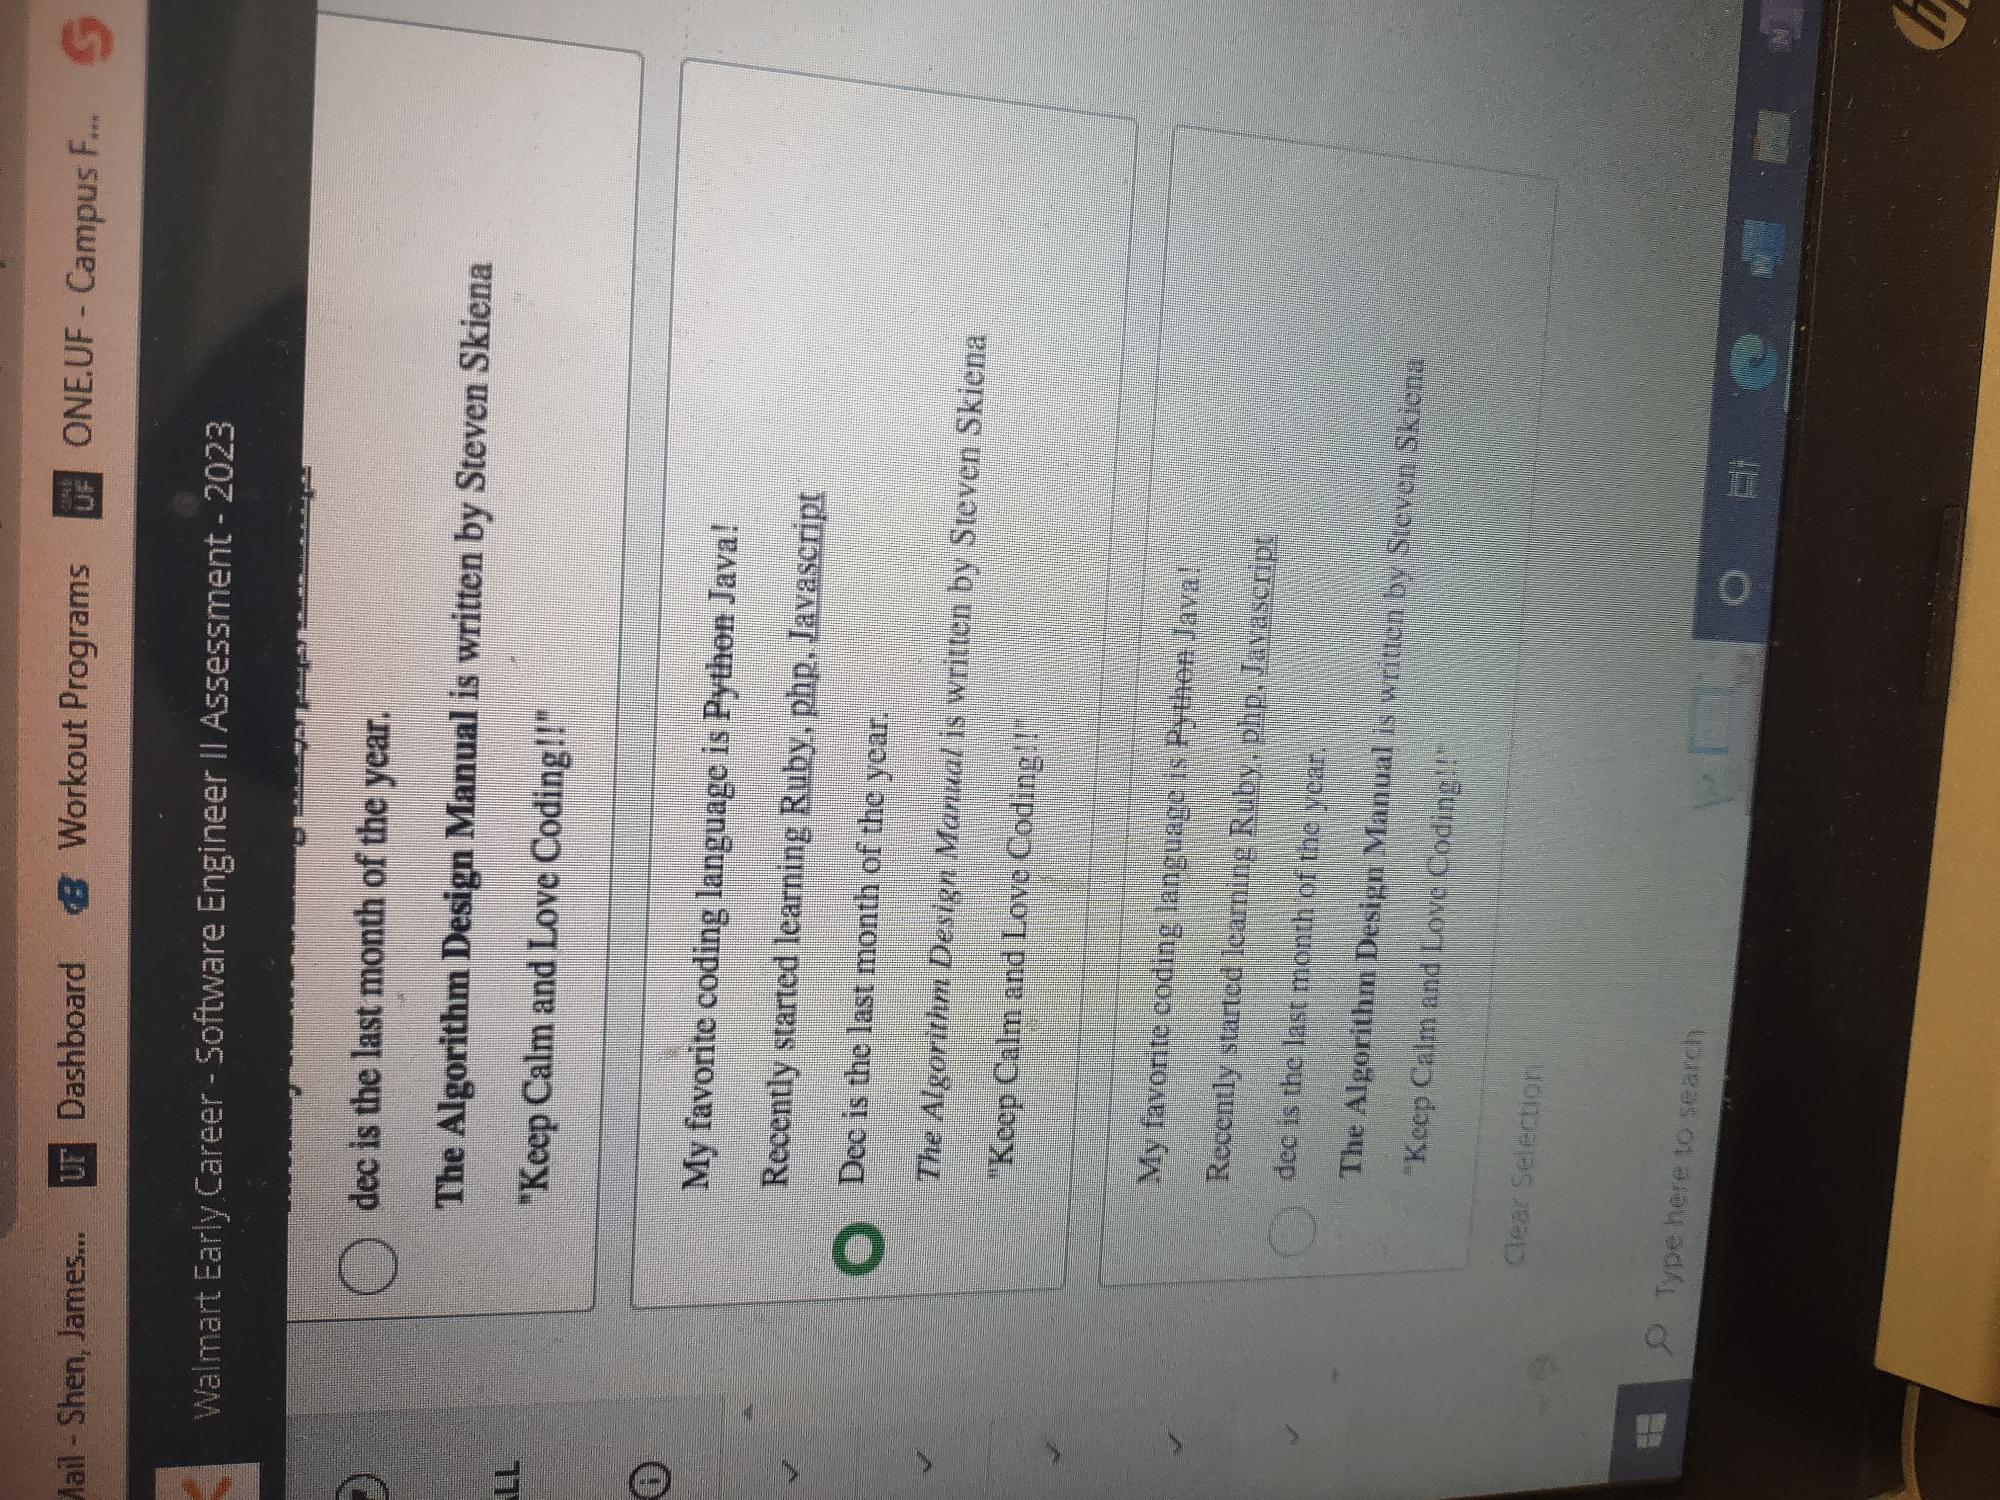 Mail - Shen, James... UF Dashboard Workout Programs UF ONE.UF - Campus F...
Walmart Early Career - Software Engineer II Assessment - 2023
dec is the last month of the year.
The Algorithm Design Manual is written by Steven Skiena
"Keep Calm and Love Coding!!"
ALL
My favorite coding language is Python Java!
Recently started learning Ruby, php, Javascript
Dec is the last month of the year.
The Algorithm Design Manual is written by Steven Skiena
"Keep Calm and Love Coding!!"
My favorite coding language is Python Java!
Recently started learning Ruby, php, Javascript
dec is the last month of the year.
The Algorithm Design Manual is written by Steven Skiena
"Keep Calm and Love Coding!!"
Clear Selection
Type here to search
hp